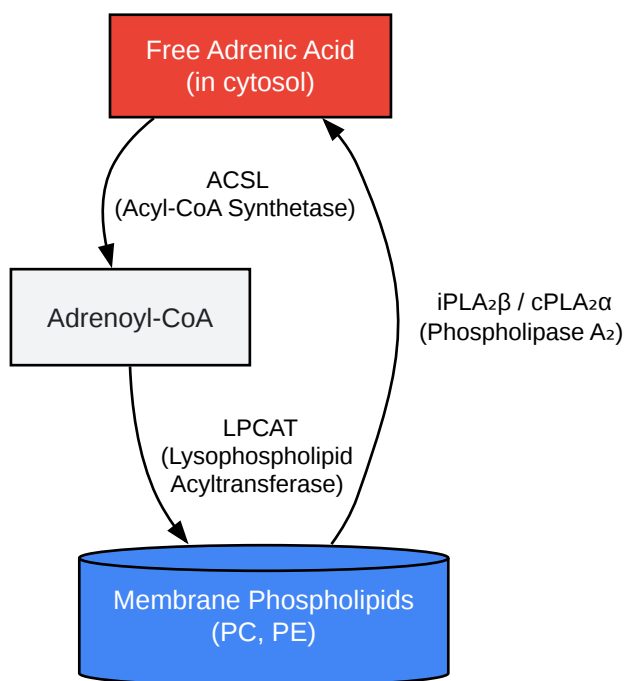 Free Adrenic Acid
(in cytosol)
ACSL
(Acyl-CoA Synthetase)
Adrenoyl-CoA
iPLA₂β / cPLA₂α
(Phospholipase A₂)
LPCAT
(Lysophospholipid
Acyltransferase)
Membrane Phospholipids
(PC, PE)